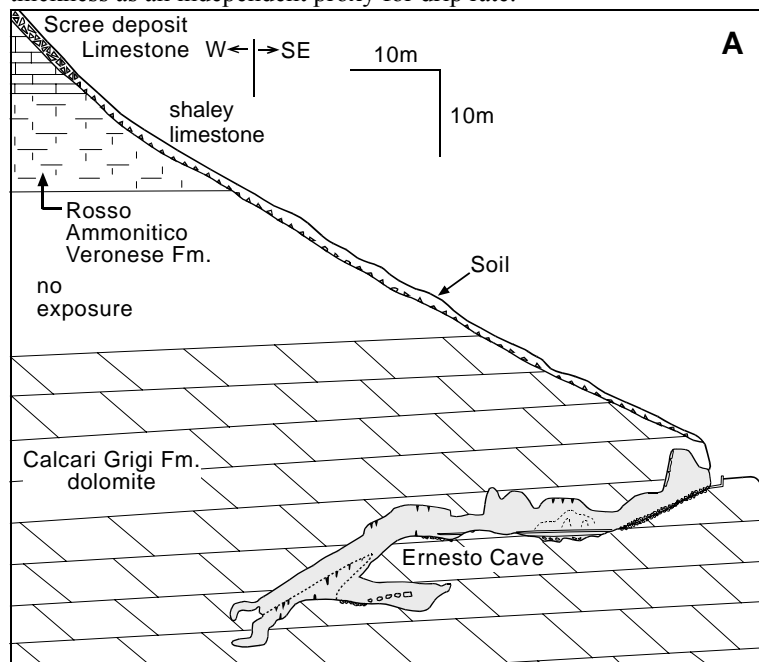 thickness as an independent proxy for drip rate.
Scree deposit
Limestone
W
SE
10m
10m
A
shaley
limestone
Rosso
Ammonitico
Veronese Fm.
no
exposure
Soil
Calcari Grigi Fm.
dolomite
Ernesto Cave